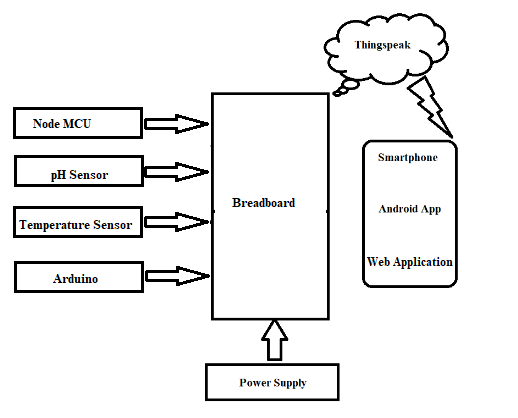 Thingspeak
Node MCU
pH Sensor
Temperature Sensor
Arduino
Breadboard
Smartphone
Android App
Web Application
Power Supply